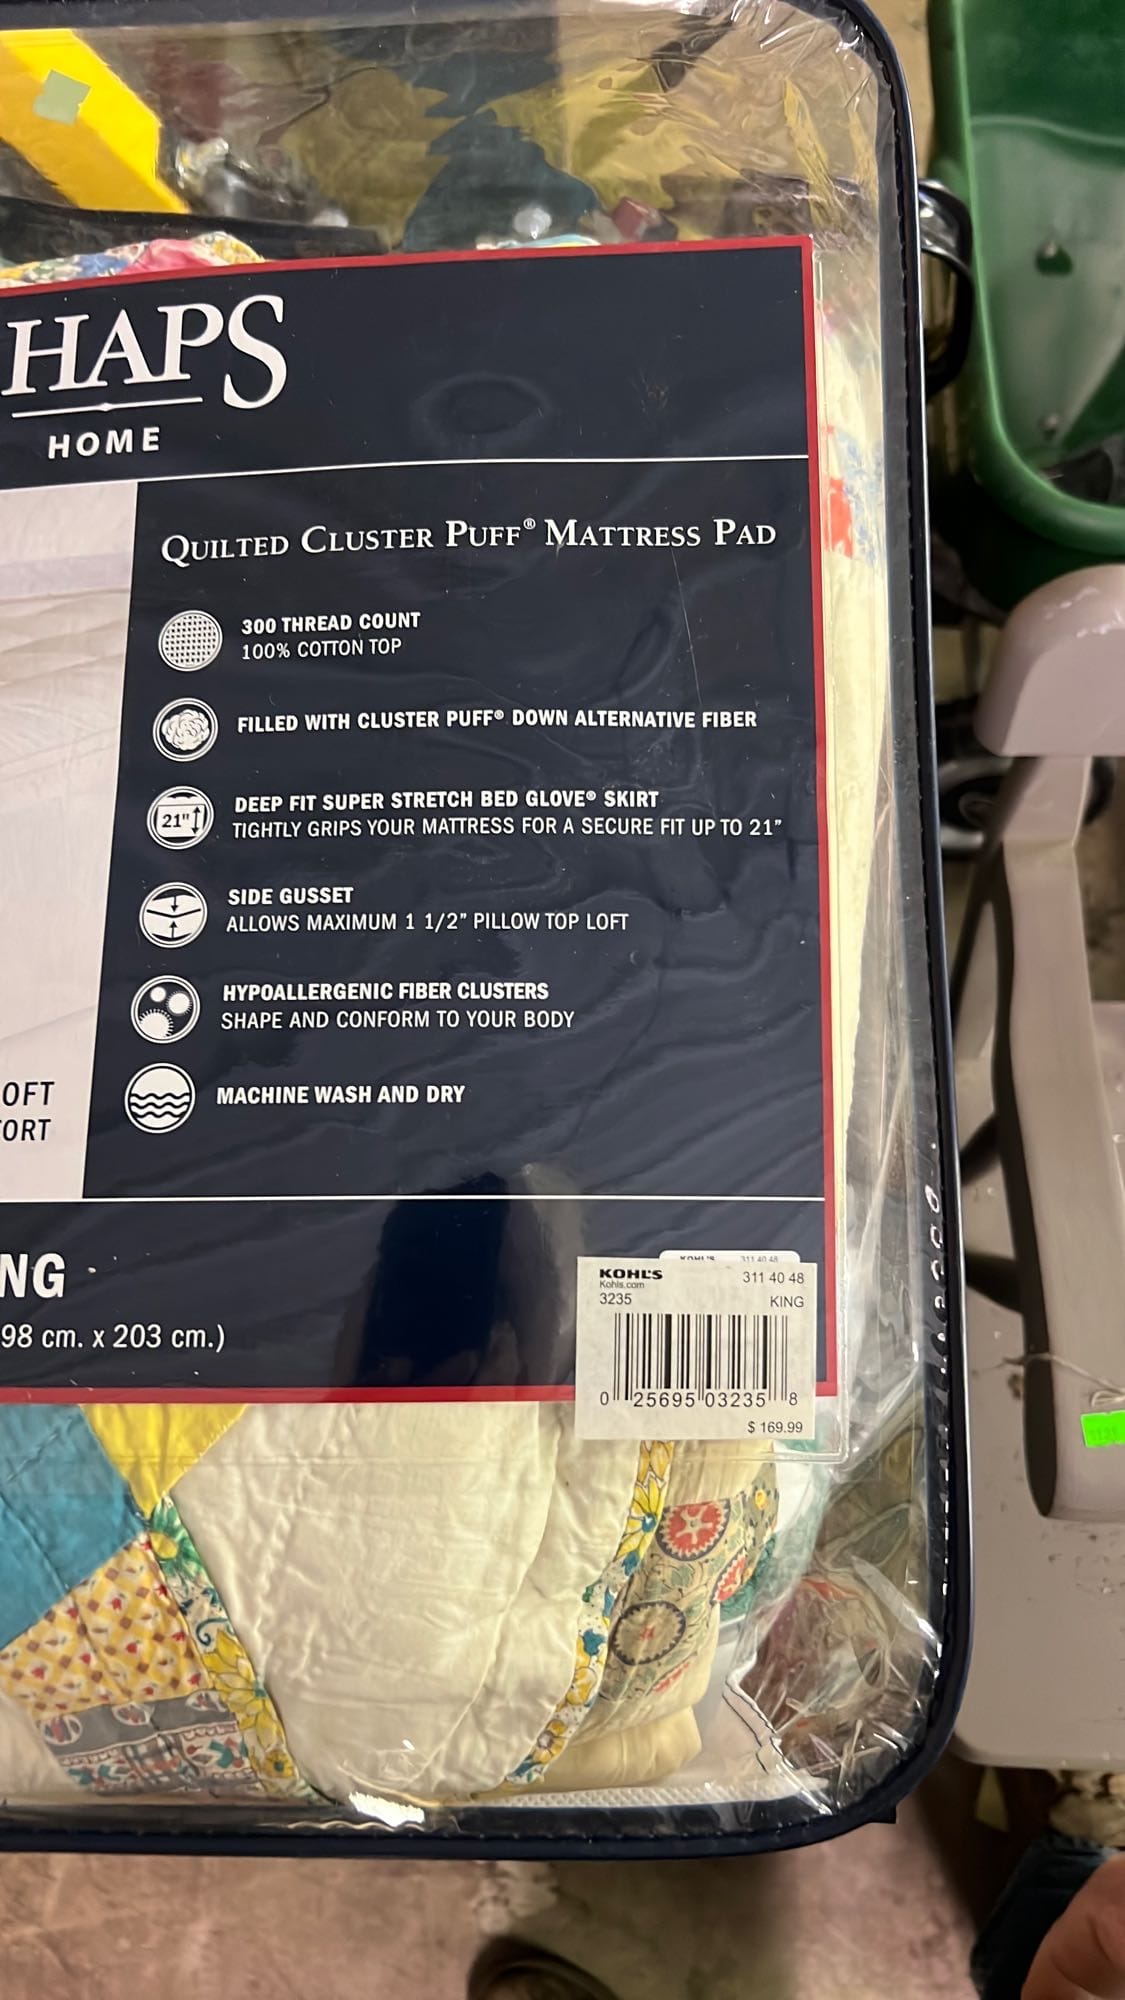 HAPS
HOME
QUILTED CLUSTER PUFF® MATTRESS PAD
300 THREAD COUNT
100% COTTON TOP
FILLED WITH CLUSTER PUFF® DOWN ALTERNATIVE FIBER
21"
DEEP FIT SUPER STRETCH BED GLOVE® SKIRT
TIGHTLY GRIPS YOUR MATTRESS FOR A SECURE FIT UP TO 21”
SIDE GUSSET
ALLOWS MAXIMUM 1 1/2” PILLOW TOP LOFT
HYPOALLERGENIC FIBER CLUSTERS
SHAPE AND CONFORM TO YOUR BODY
MACHINE WASH AND DRY
OFT
ORT
NG
98 cm. x 203 cm.)
KOHL'S 311 40 48
KOHL'S 311 40 48
Kohls.com
3235 KING
0 25695 03235 8
$ 169.99